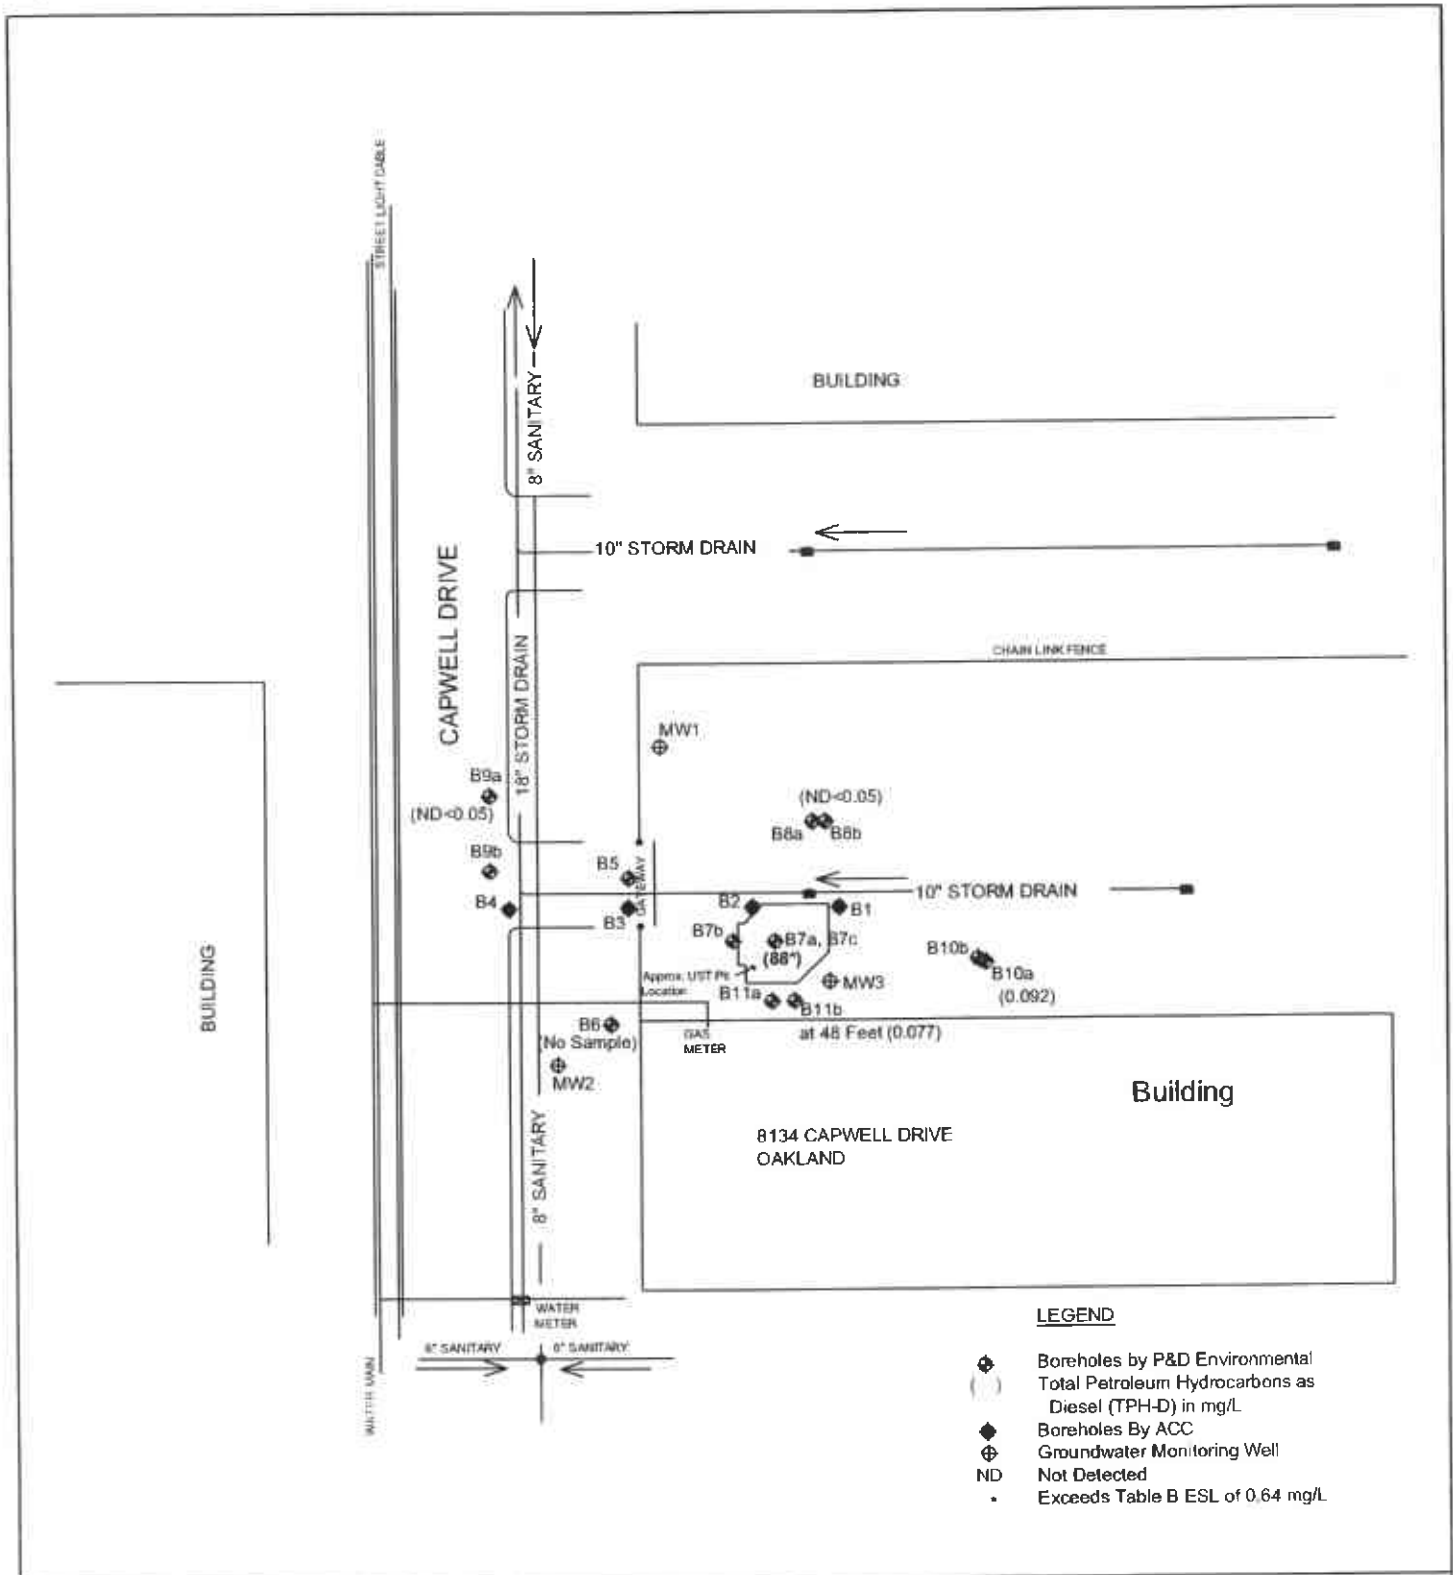 STREET LIGHT CABLE
8" SANITARY
BUILDING
10" STORM DRAIN
CAPWELL DRIVE
18" STORM DRAIN
CHAIN LINK FENCE
MW1
B9a
(ND<0.05)
(ND<0.05)
B8a
B8b
B9b
B5
GATEWAY
10" STORM DRAIN
B4
B3
B2
B1
B7b
B7a, B7c
(88*)
B10b
B10a
(0.092)
Approx. UST Pit
Location
MW3
B11a
B11b
BUILDING
B6
(No Sample)
GAS
METER
at 48 Feet (0.077)
MW2
Building
8134 CAPWELL DRIVE
OAKLAND
8" SANITARY
WATER
METER
6" SANITARY
WATER MAIN
LEGEND
Boreholes by P&D Environmental
( ) Total Petroleum Hydrocarbons as
Diesel (TPH-D) in mg/L
Boreholes By ACC
Groundwater Monitoring Well
ND Not Detected
* Exceeds Table B ESL of 0.64 mg/L